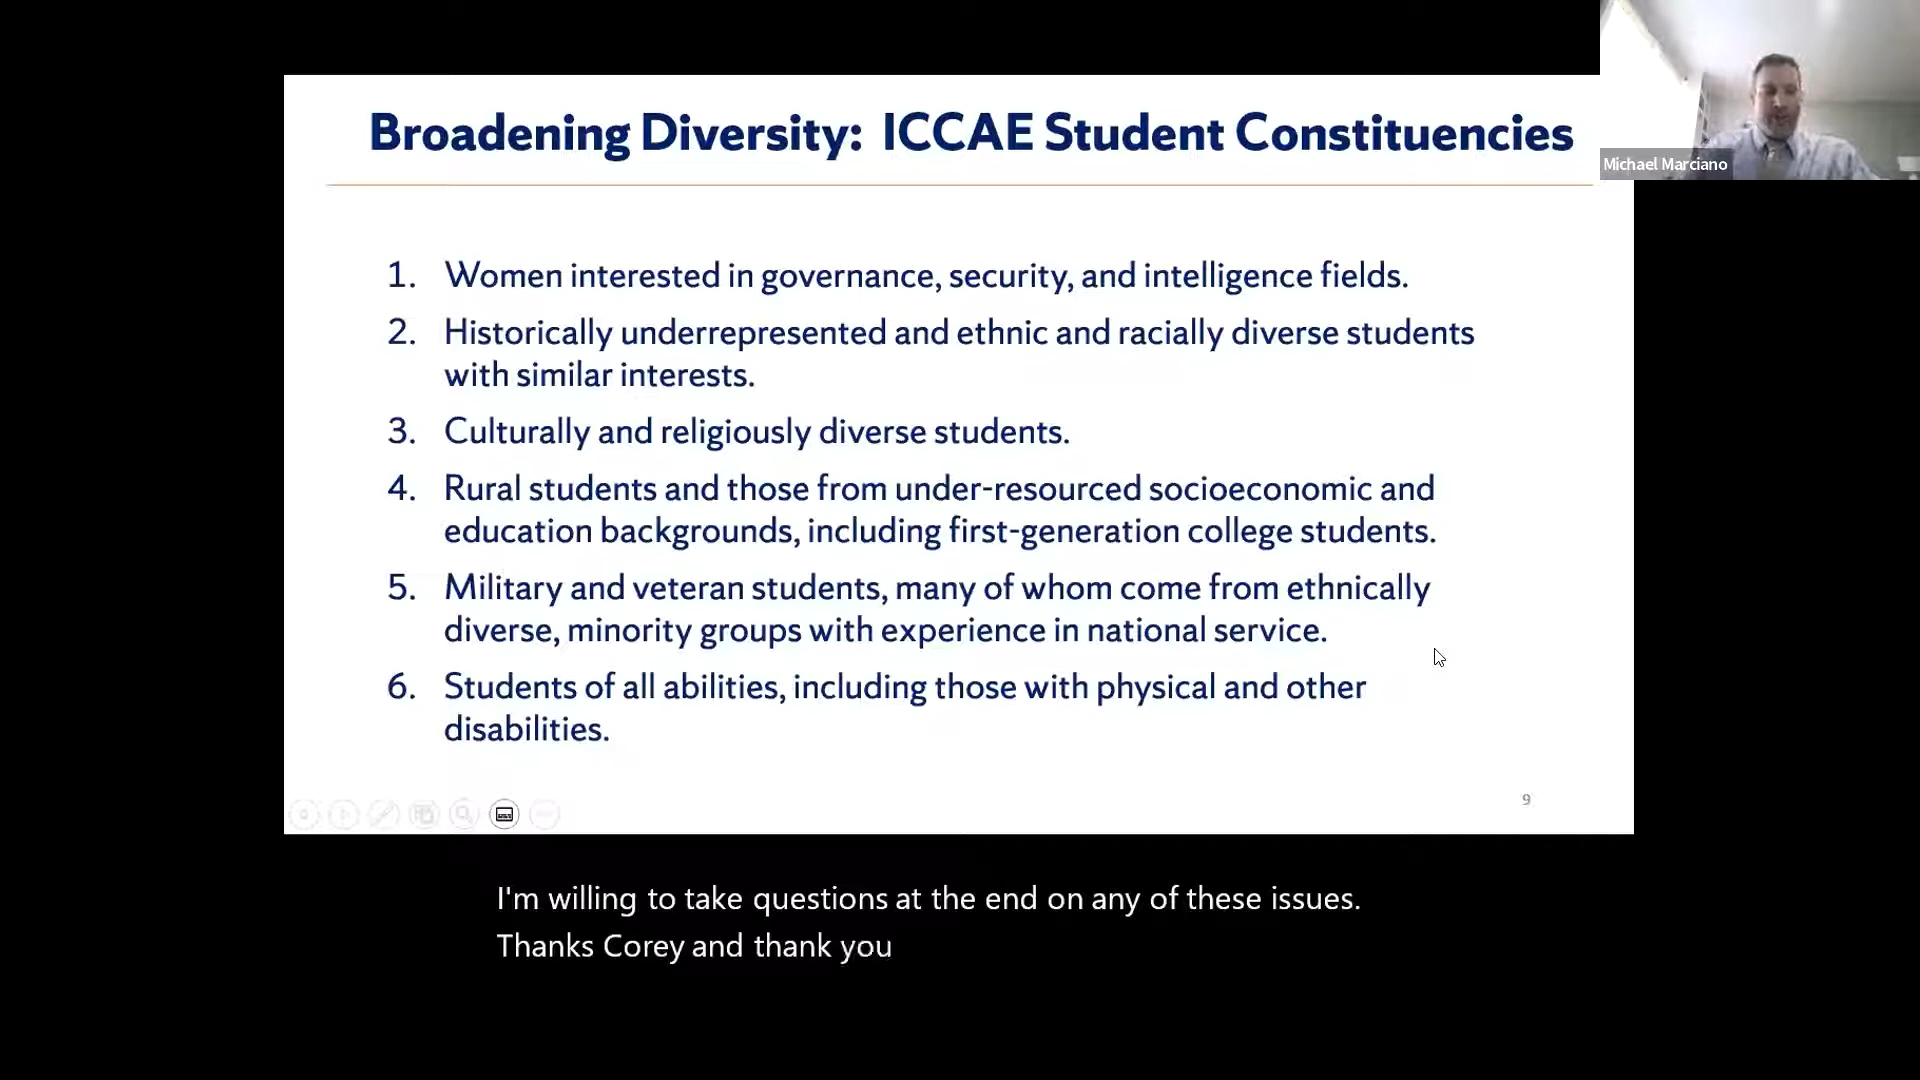 Broadening Diversity: ICCAE Student Constituencies
Michael Marciano
1. Women interested in governance, security, and intelligence fields.
2. Historically underrepresented and ethnic and racially diverse students
with similar interests.
3. Culturally and religiously diverse students.
4. Rural students and those from under-resourced socioeconomic and
education backgrounds, including first-generation college students.
5. Military and veteran students, many of whom come from ethnically
diverse, minority groups with experience in national service.
6. Students of all abilities, including those with physical and other
disabilities.
9
I'm willing to take questions at the end on any of these issues.
Thanks Corey and thank you